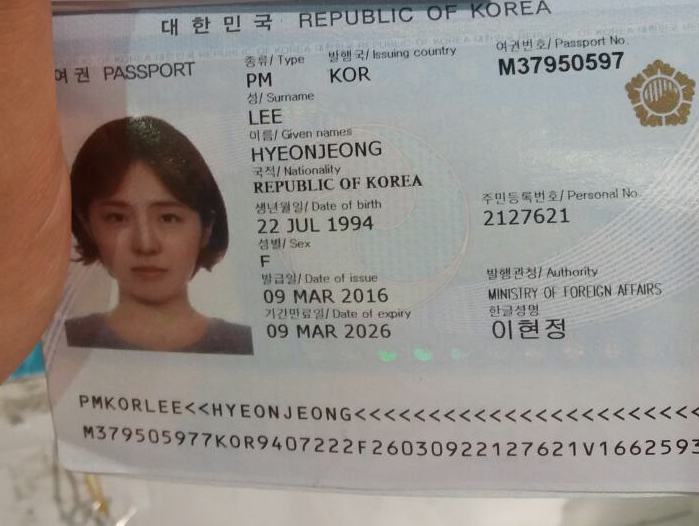 대한민국 REPUBLIC OF KOREA
여권 PASSPORT
종류/ Type 발행국/ Issuing country 여권번호/ Passport No.
PM KOR M37950597
성/ Surname
LEE
이름/ Given names
HYEONJEONG
국적/ Nationality
REPUBLIC OF KOREA
생년월일/ Date of birth 주민등록번호/ Personal No.
22 JUL 1994 2127621
성별/ Sex
F
발급일/ Date of issue 발행관청/ Authority
09 MAR 2016 MINISTRY OF FOREIGN AFFAIRS
기간만료일/ Date of expiry 한글성명
09 MAR 2026 이현정
PMKORLEE<<HYEONJEONG<<<<<<<<<<<<<<<<<<<<<
M379505977KOR9407222F26030922127621V1662593